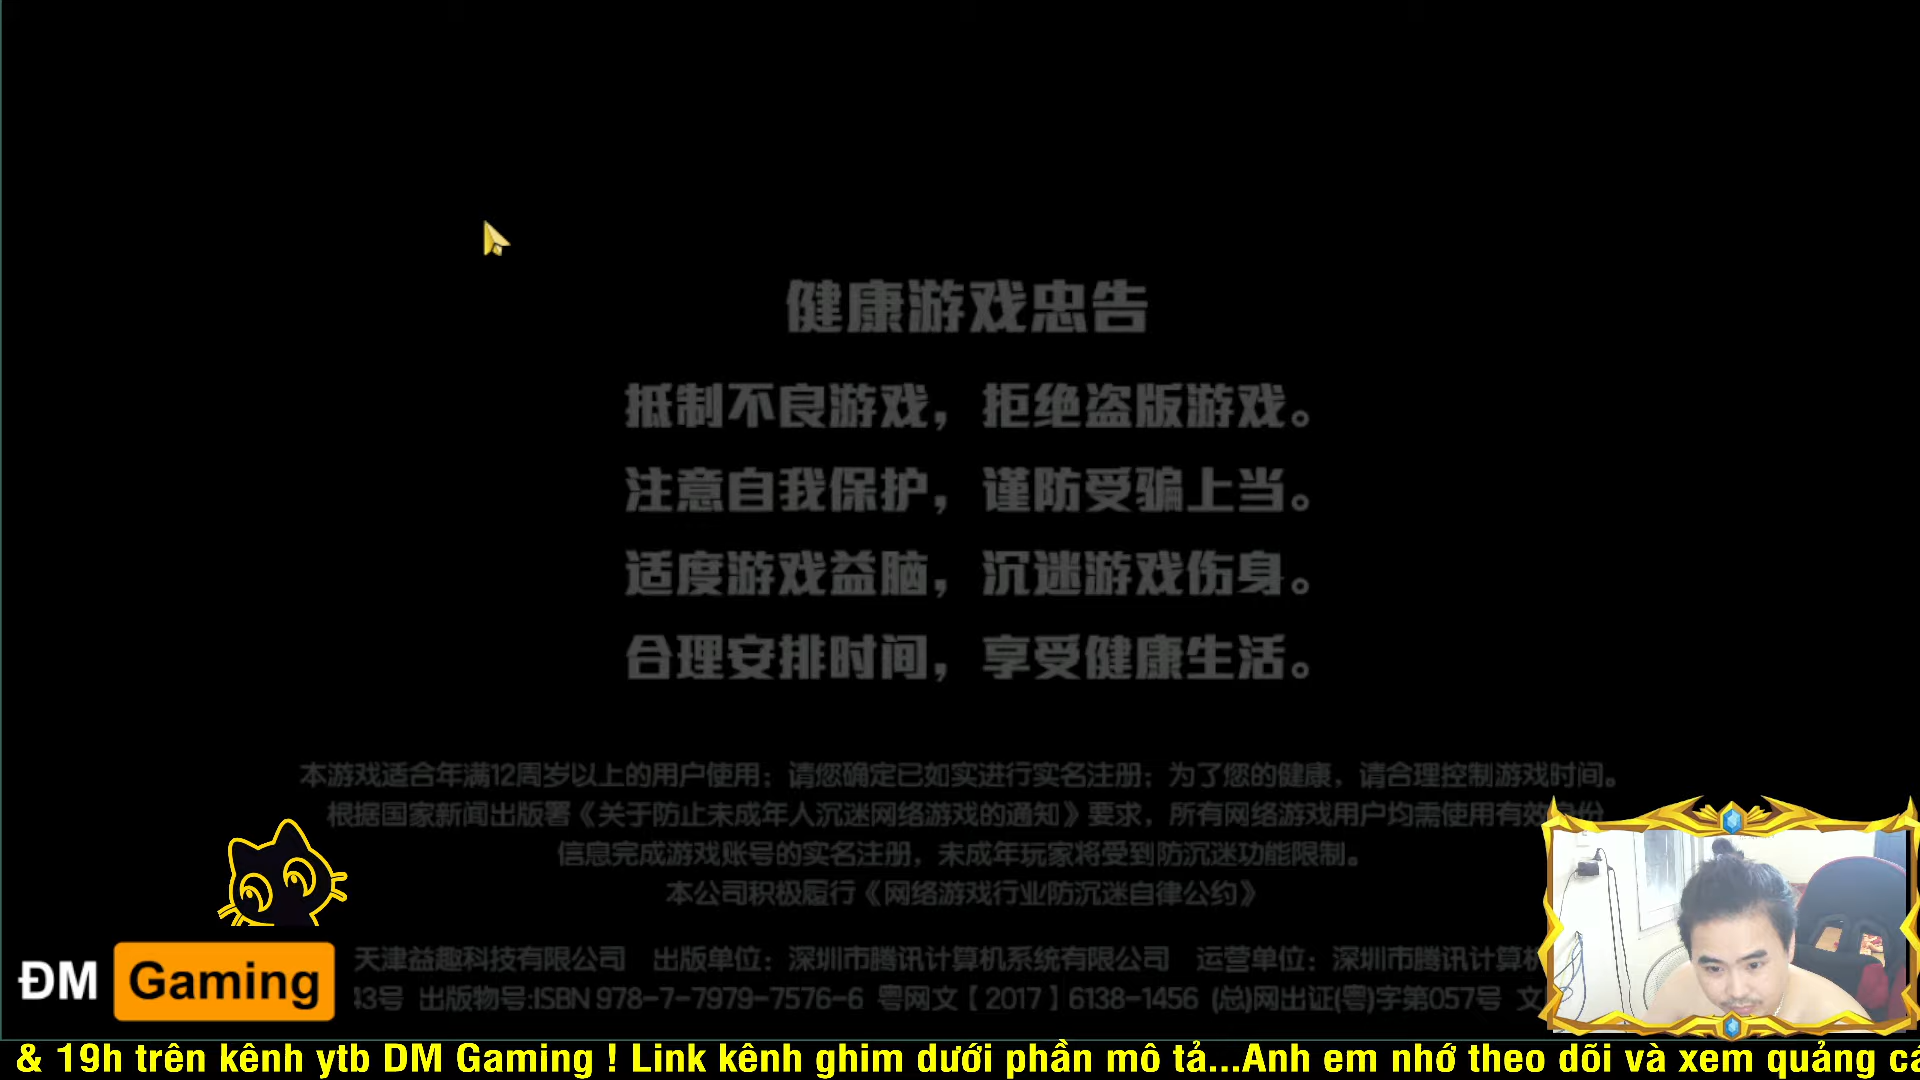 健康游戏忠告
抵制不良游戏，拒绝盗版游戏。
注意自我保护，谨防受骗上当。
适度游戏益脑，沉迷游戏伤身。
合理安排时间，享受健康生活。
本游戏适合年满12周岁以上的用户使用；请您确定已如实进行实名注册；为了您的健康，请合理控制游戏时间。
根据国家新闻出版署《关于防止未成年人沉迷网络游戏的通知》要求，所有网络游戏用户均需使用有效身份
信息完成游戏账号的实名注册，未成年玩家将受到防沉迷功能限制。
本公司积极履行《网络游戏行业防沉迷自律公约》
天津益趣科技有限公司 出版单位：深圳市腾讯计算机系统有限公司 运营单位：深圳市腾讯计算机
43号 出版物号:ISBN 978-7-7979-7576-6 粤网文【2017】6138-1456 (总)网出证(粤)字第057号 文
ĐM Gaming
& 19h trên kênh ytb DM Gaming ! Link kênh ghim dưới phần mô tả...Anh em nhớ theo dõi và xem quảng